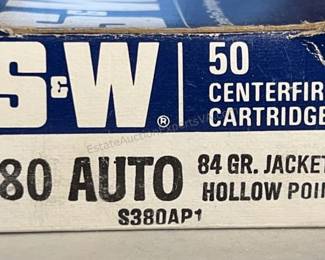 S&W ® 50
CENTERFIR
CARTRIDGE
80 AUTO 84 GR. JACKET
HOLLOW POI
S380AP1